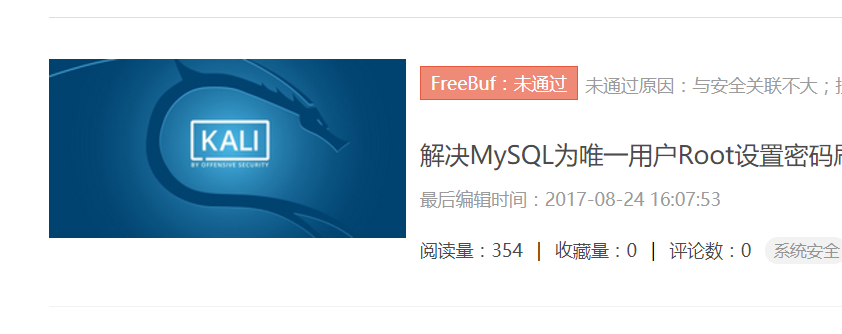 KALI
BY OFFENSIVE SECURITY
FreeBuf：未通过 未通过原因：与安全关联不大；
解决MySQL为唯一用户Root设置密码
最后编辑时间：2017-08-24 16:07:53
阅读量：354 | 收藏量：0 | 评论数：0 系统安全